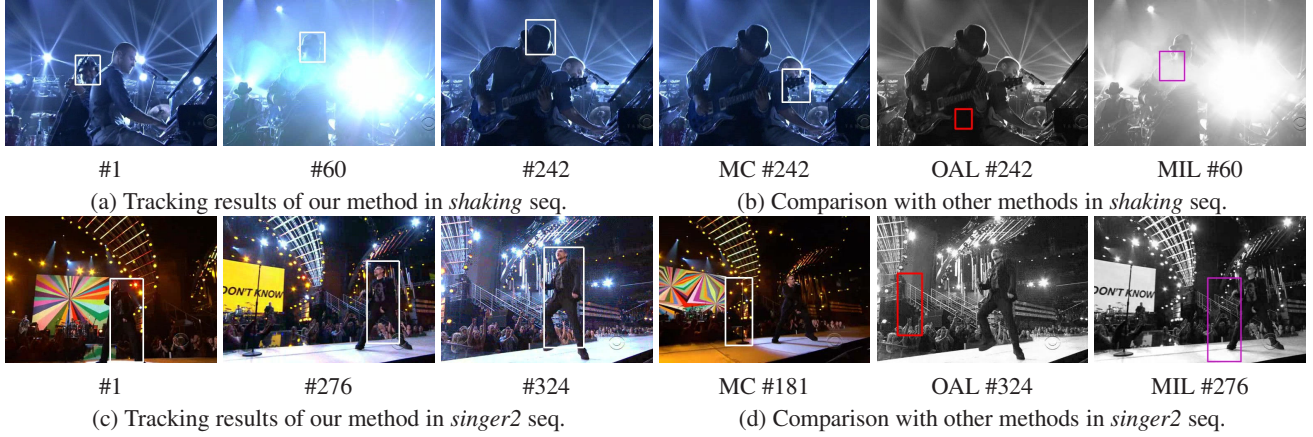 #1 #60 #242 MC #242 OAL #242 MIL #60
(a) Tracking results of our method in shaking seq. (b) Comparison with other methods in shaking seq.
DON'T KNOW
DON'T KNOW
#1 #276 #324 MC #181 OAL #324 MIL #276
(c) Tracking results of our method in singer2 seq. (d) Comparison with other methods in singer2 seq.